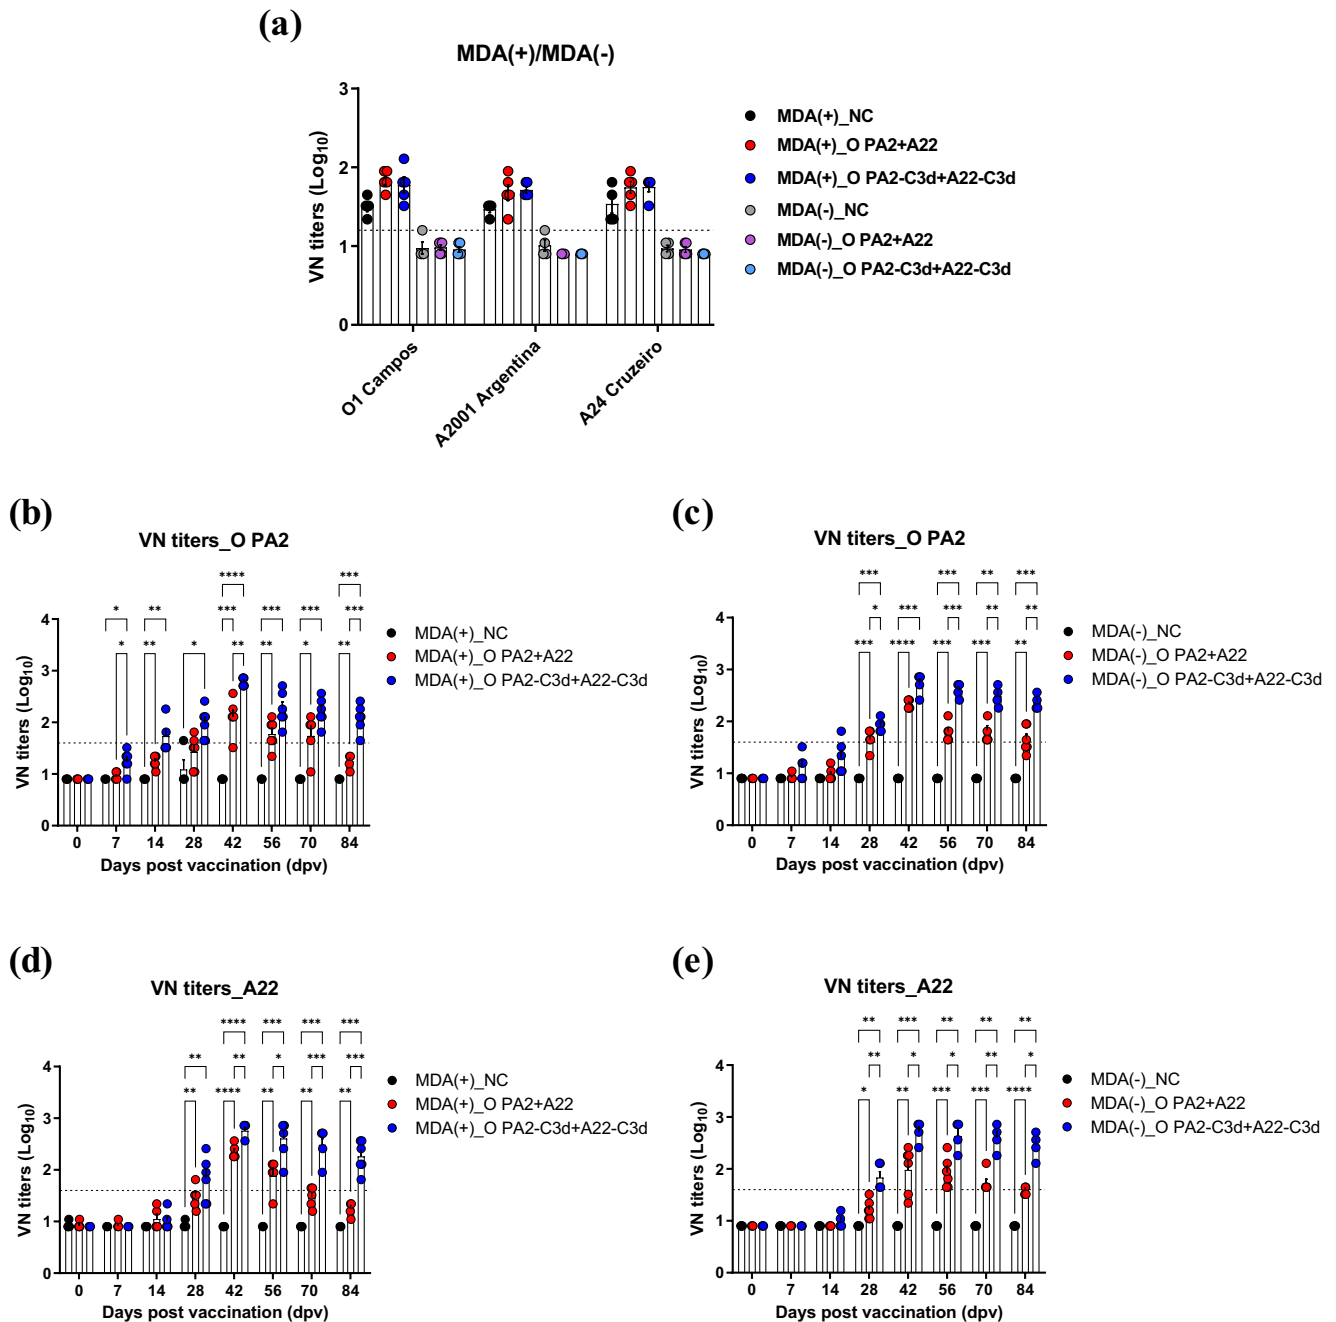 (a)
MDA(+)/MDA(-)
VN titers (Log10)
3
2
1
0
O1 Campos
A2001 Argentina
A24 Cruzeiro
MDA(+)_NC
MDA(+)_O PA2+A22
MDA(+)_O PA2-C3d+A22-C3d
MDA(-)_NC
MDA(-)_O PA2+A22
MDA(-)_O PA2-C3d+A22-C3d
(b)
VN titers_O PA2
VN titers (Log10)
4
3
2
1
0
* * ** ** * **** *** ** *** ** *** * *** *** **
0 7 14 28 42 56 70 84
Days post vaccination (dpv)
MDA(+)_NC
MDA(+)_O PA2+A22
MDA(+)_O PA2-C3d+A22-C3d
(c)
VN titers_O PA2
VN titers (Log10)
4
3
2
1
0
*** * *** *** **** *** *** *** ** ** *** *** ** **
0 7 14 28 42 56 70 84
Days post vaccination (dpv)
MDA(-)_NC
MDA(-)_O PA2+A22
MDA(-)_O PA2-C3d+A22-C3d
(d)
VN titers_A22
VN titers (Log10)
4
3
2
1
0
** ** **** ** **** *** * ** *** *** ** *** *** **
0 7 14 28 42 56 70 84
Days post vaccination (dpv)
MDA(+)_NC
MDA(+)_O PA2+A22
MDA(+)_O PA2-C3d+A22-C3d
(e)
VN titers_A22
VN titers (Log10)
4
3
2
1
0
** ** * *** * ** ** * *** ** ** *** ** * ****
0 7 14 28 42 56 70 84
Days post vaccination (dpv)
MDA(-)_NC
MDA(-)_O PA2+A22
MDA(-)_O PA2-C3d+A22-C3d